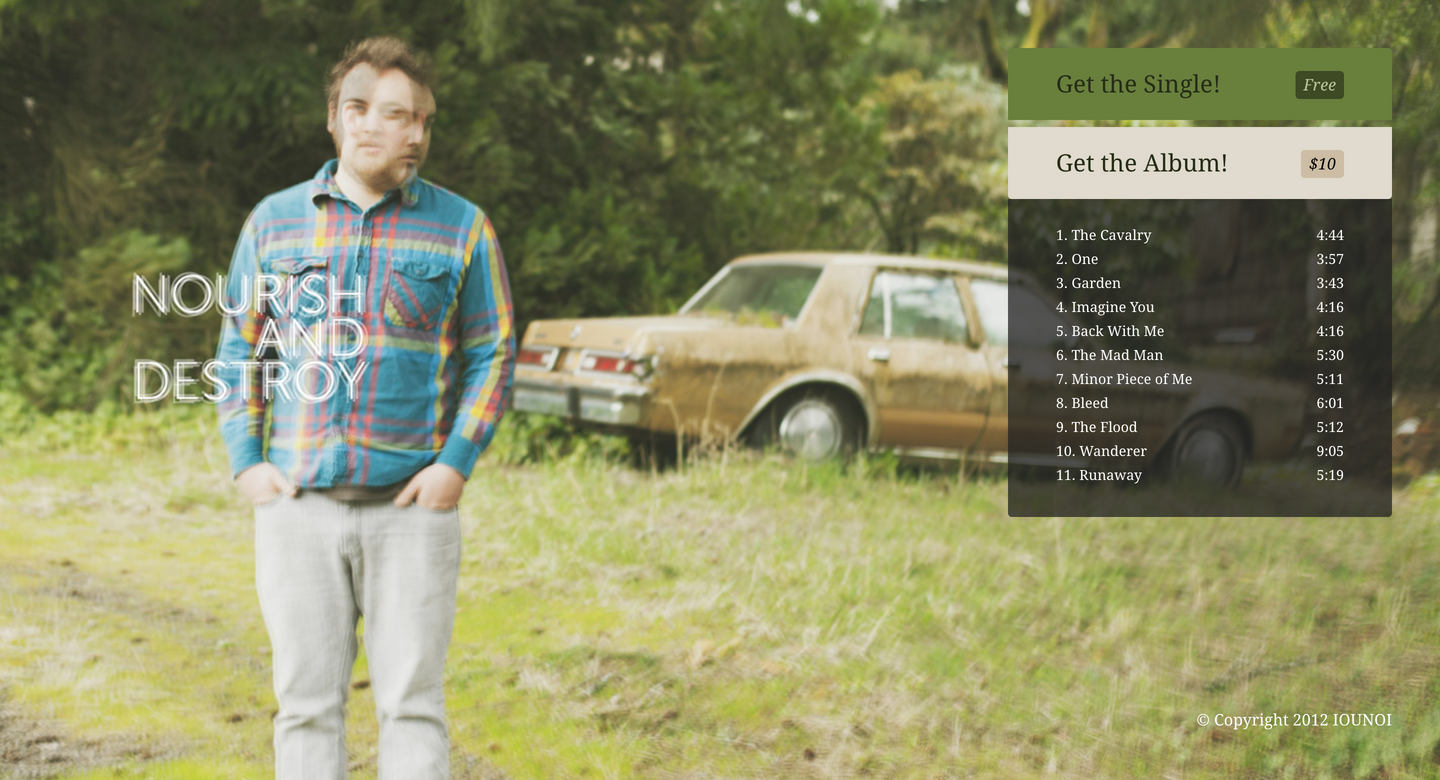 NOURISH
AND
DESTROY
Get the Single! Free
Get the Album! $10
1. The Cavalry 4:44
2. One 3:57
3. Garden 3:43
4. Imagine You 4:16
5. Back With Me 4:16
6. The Mad Man 5:30
7. Minor Piece of Me 5:11
8. Bleed 6:01
9. The Flood 5:12
10. Wanderer 9:05
11. Runaway 5:19
© Copyright 2012 IOUNOI